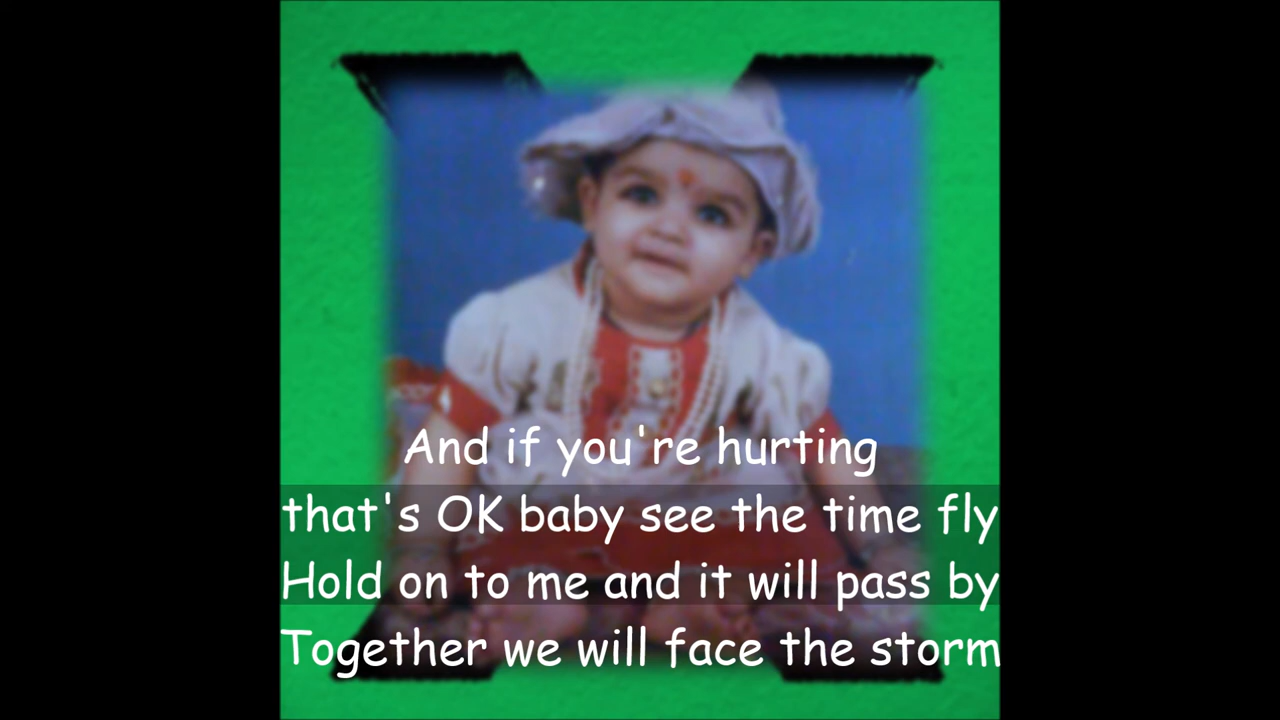 And if you're hurting
that's OK baby see the time fly
Hold on to me and it will pass by
Together we will face the storm